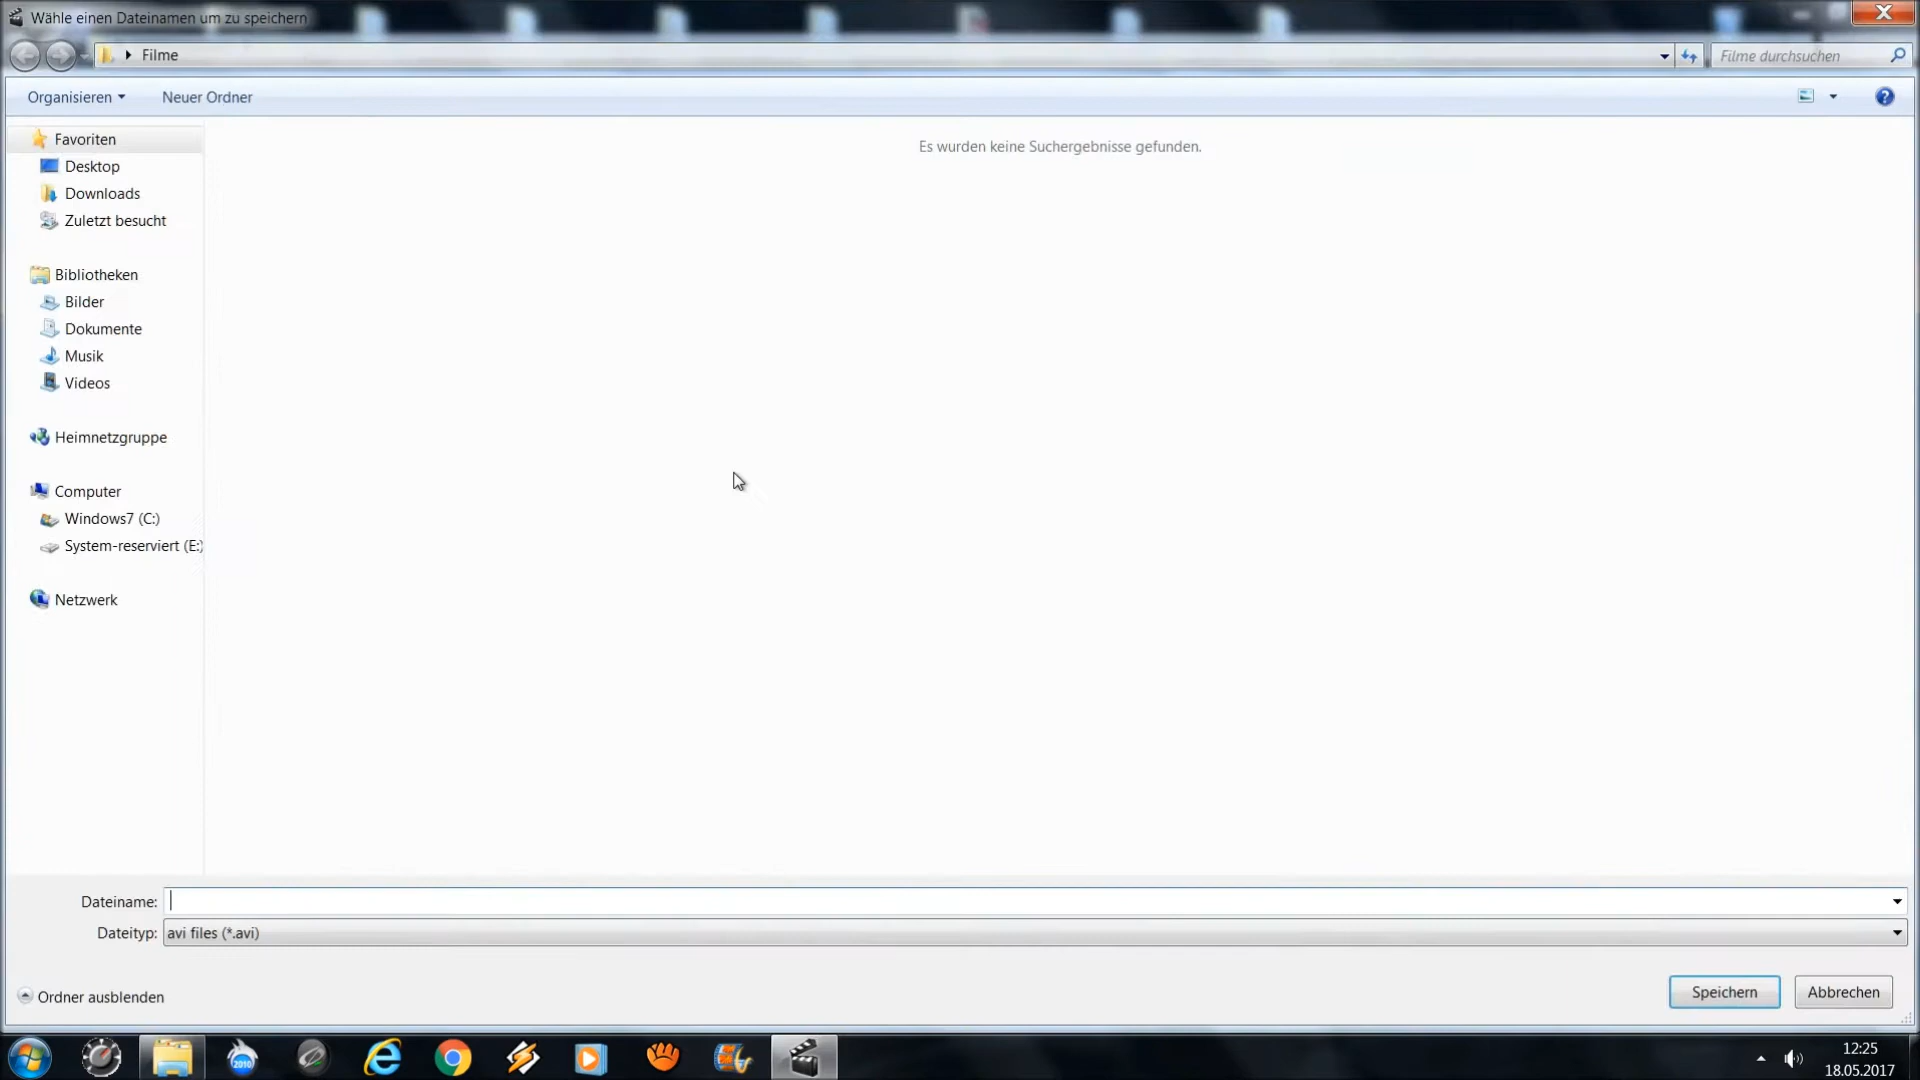 Wähle einen Dateinamen um zu speichern
Filme
Filme durchsuchen
Organisieren
Neuer Ordner
Favoriten
Desktop
Downloads
Zuletzt besucht
Bibliotheken
Bilder
Dokumente
Musik
Videos
Heimnetzgruppe
Computer
Windows7 (C:)
System-reserviert (E:)
Netzwerk
Es wurden keine Suchergebnisse gefunden.
Dateiname:
Dateityp: avi files (*.avi)
Ordner ausblenden
Speichern
Abbrechen
2010
12:25
18.05.2017